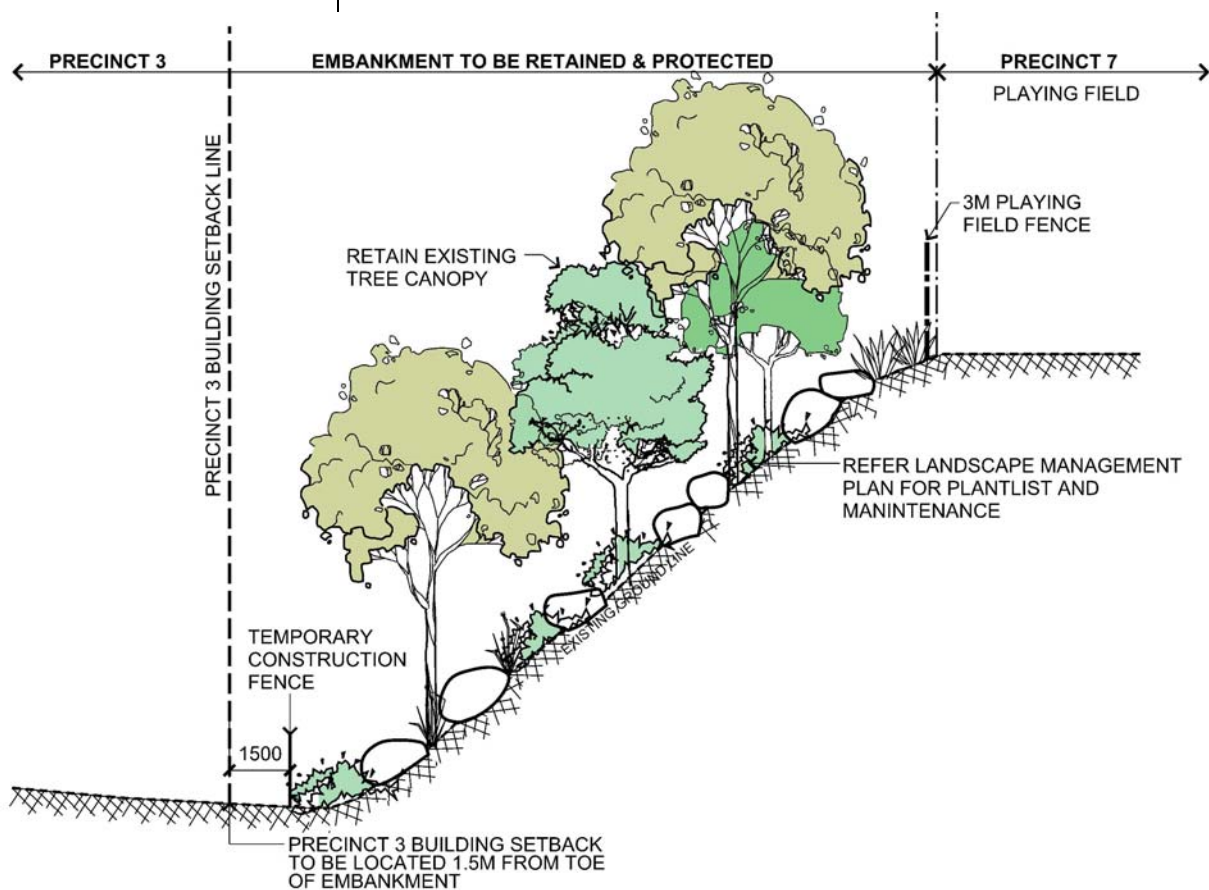 PRECINCT 3
EMBANKMENT TO BE RETAINED & PROTECTED
PRECINCT 7
PLAYING FIELD
PRECINCT 3 BUILDING SETBACK LINE
3M PLAYING
FIELD FENCE
RETAIN EXISTING
TREE CANOPY
REFER LANDSCAPE MANAGEMENT
PLAN FOR PLANTLIST AND
MANINTENANCE
EXISTING GROUND LINE
TEMPORARY
CONSTRUCTION
FENCE
1500
PRECINCT 3 BUILDING SETBACK
TO BE LOCATED 1.5M FROM TOE
OF EMBANKMENT